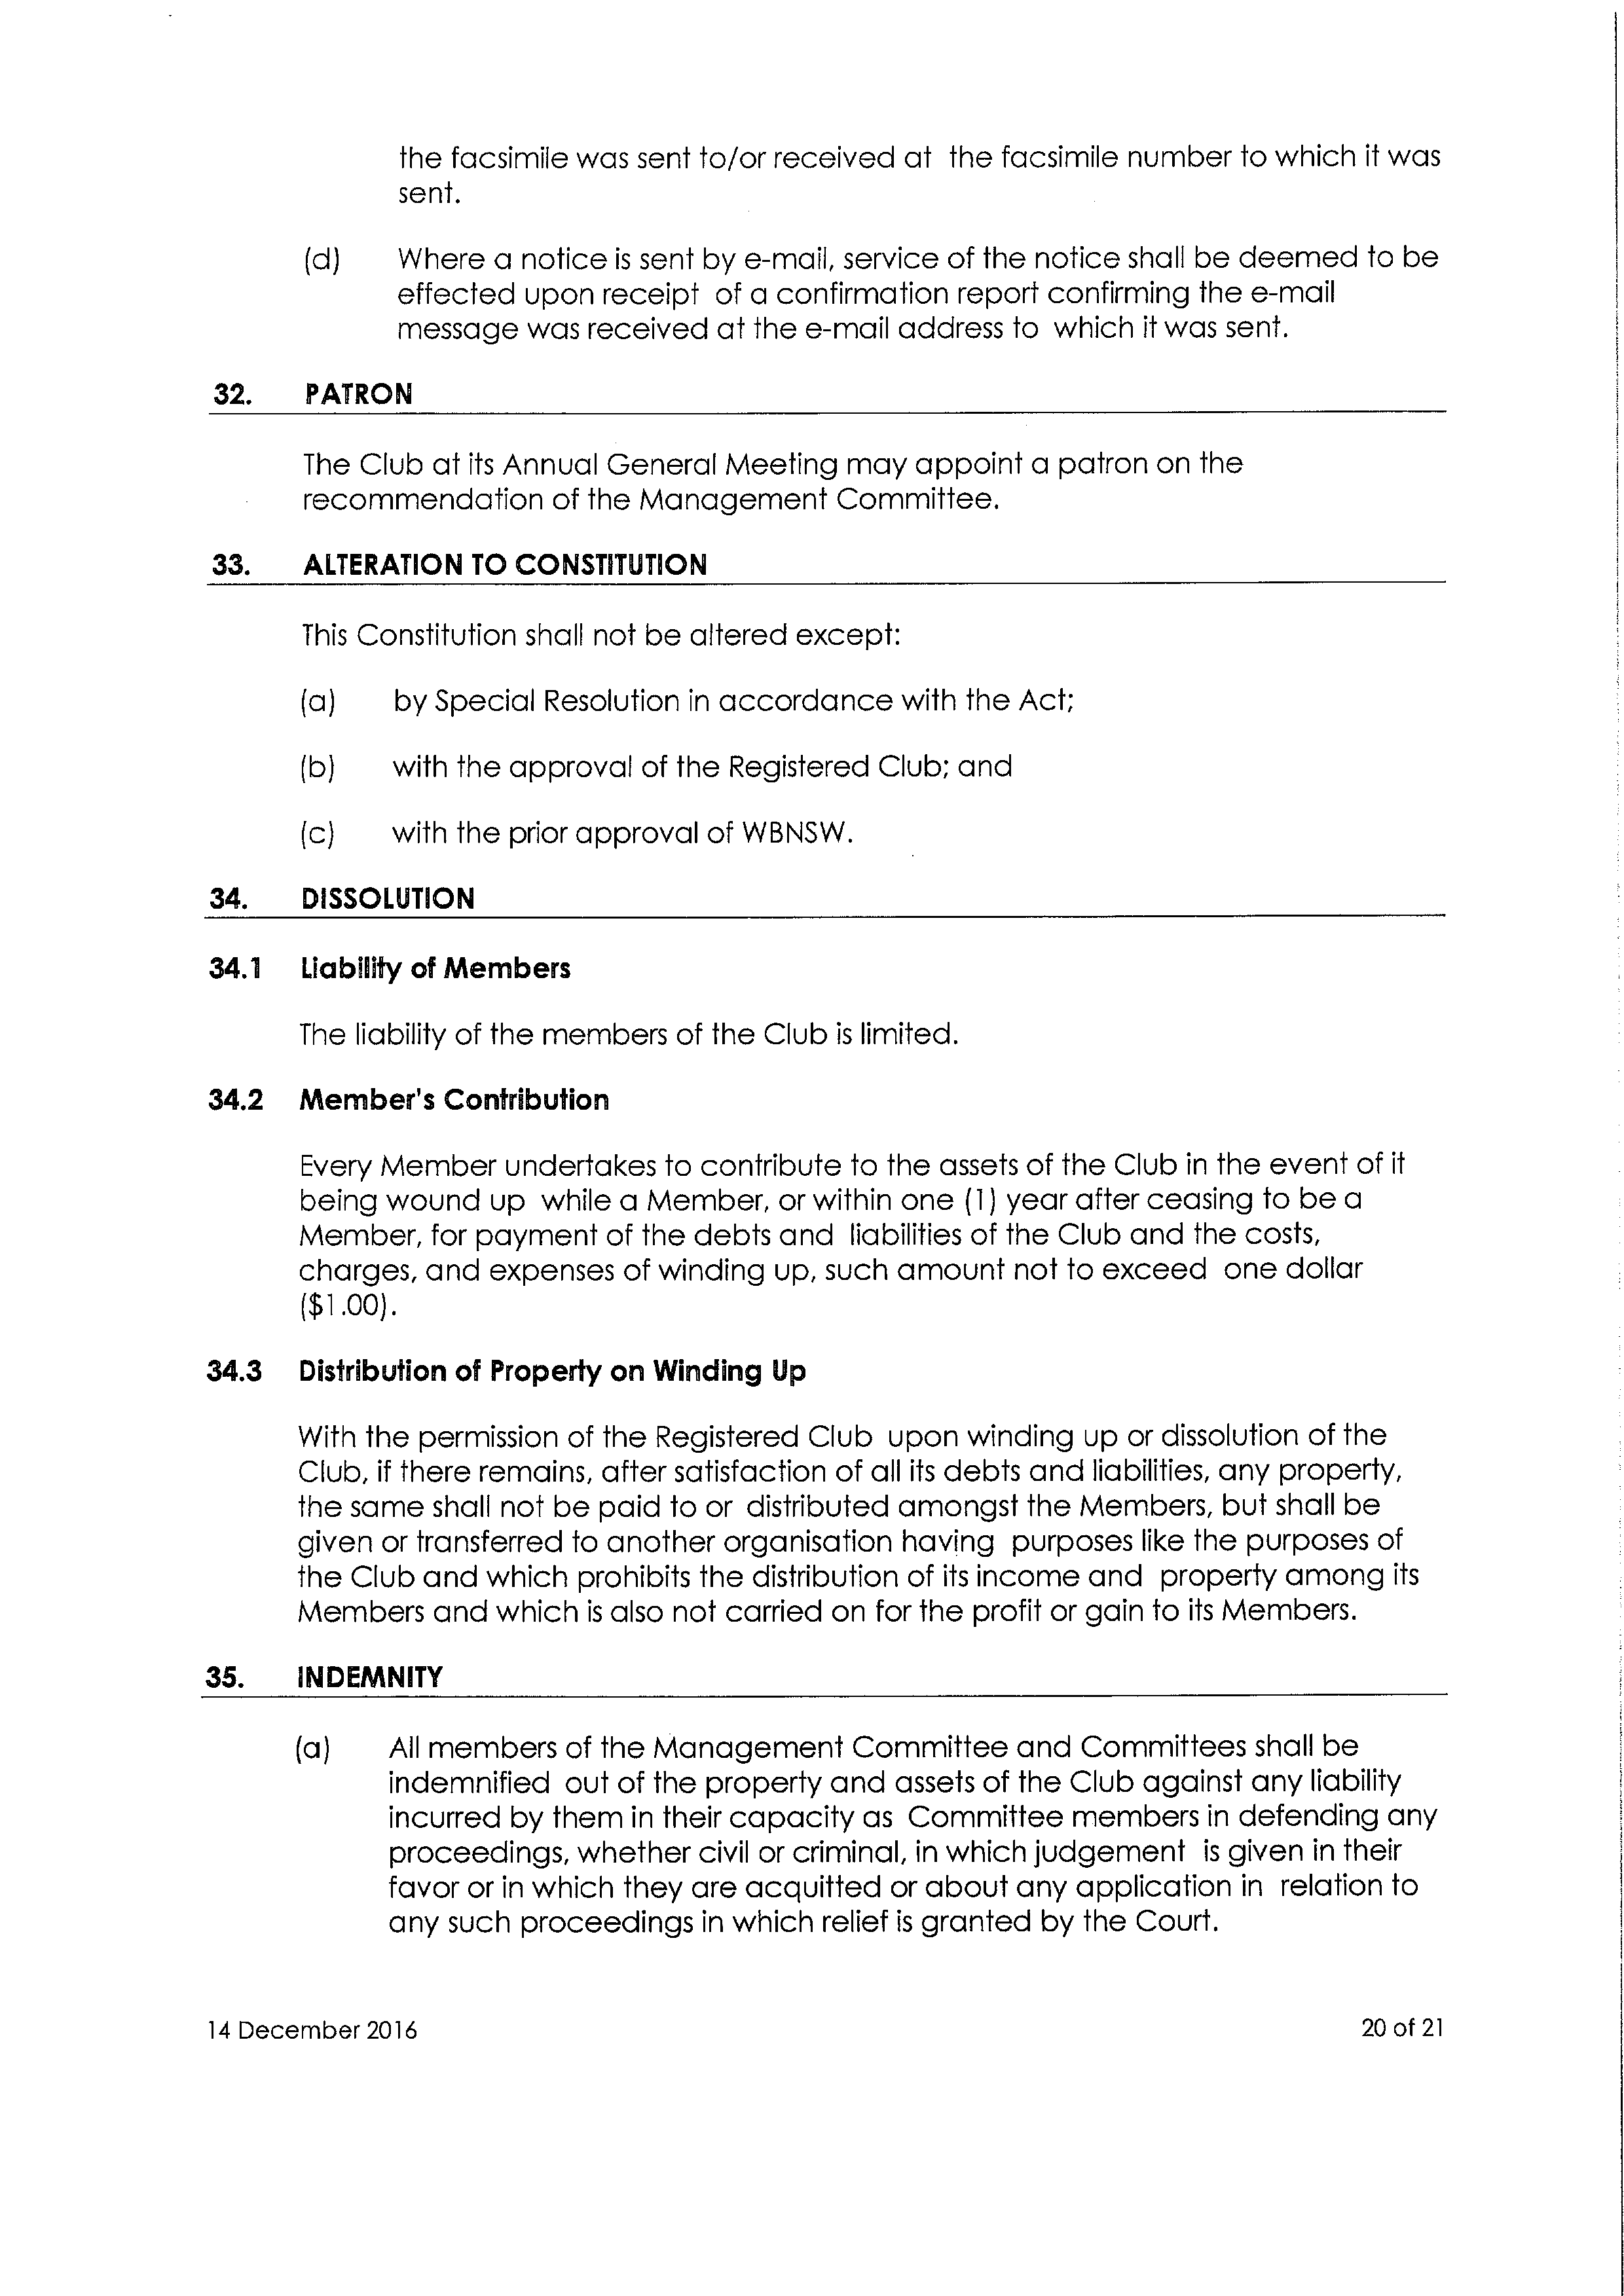 the facsimile was sent to/or received at the facsimile number to which it was
sent.
(d) Where a notice is sent by e-mail, service of the notice shall be deemed to be
effected upon receipt of a confirmation report confirming the e-mail
message was received at the e-mail address to which it was sent.
32. PATRON
The Club at its Annual General Meeting may appoint a patron on the
recommendation of the Management Committee.
33. ALTERATION TO CONSTITUTION
This Constitution shall not be altered except:
(a) by Special Resolution in accordance with the Act;
(b) with the approval of the Registered Club; and
(c) with the prior approval of WBNSW.
34. DISSOLUTION
34.1 Liability of Members
The liability of the members of the Club is limited.
34.2 Member's Contribution
Every Member undertakes to contribute to the assets of the Club in the event of it
being wound up while a Member, or within one (1) year after ceasing to be a
Member, for payment of the debts and liabilities of the Club and the costs,
charges, and expenses of winding up, such amount not to exceed one dollar
($1.00).
34.3 Distribution of Property on Winding Up
With the permission of the Registered Club upon winding up or dissolution of the
Club, if there remains, after satisfaction of all its debts and liabilities, any property,
the same shall not be paid to or distributed amongst the Members, but shall be
given or transferred to another organisation having purposes like the purposes of
the Club and which prohibits the distribution of its income and property among its
Members and which is also not carried on for the profit or gain to its Members.
35. INDEMNITY
(a) All members of the Management Committee and Committees shall be
indemnified out of the property and assets of the Club against any liability
incurred by them in their capacity as Committee members in defending any
proceedings, whether civil or criminal, in which judgement is given in their
favor or in which they are acquitted or about any application in relation to
any such proceedings in which relief is granted by the Court.
14 December 2016 20 of 21